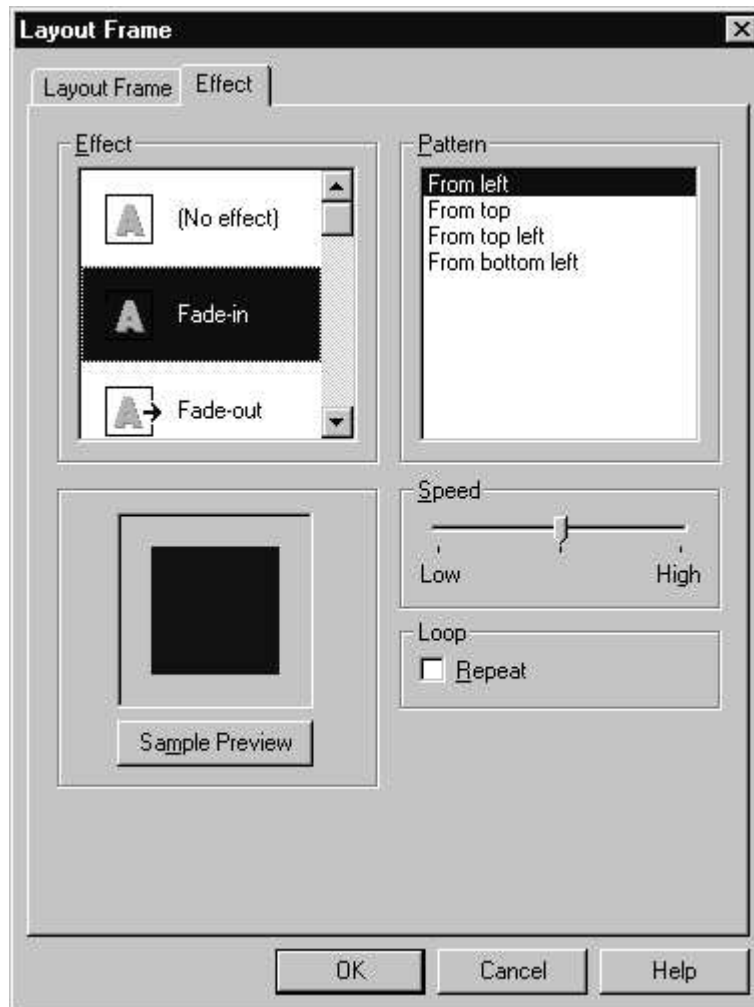 Layout Frame
Layout Frame
Effect
Effect
(No effect)
Fade-in
Fade-out
Pattern
From left
From top
From top left
From bottom left
Sample Preview
Speed
Low
High
Loop
Repeat
OK
Cancel
Help